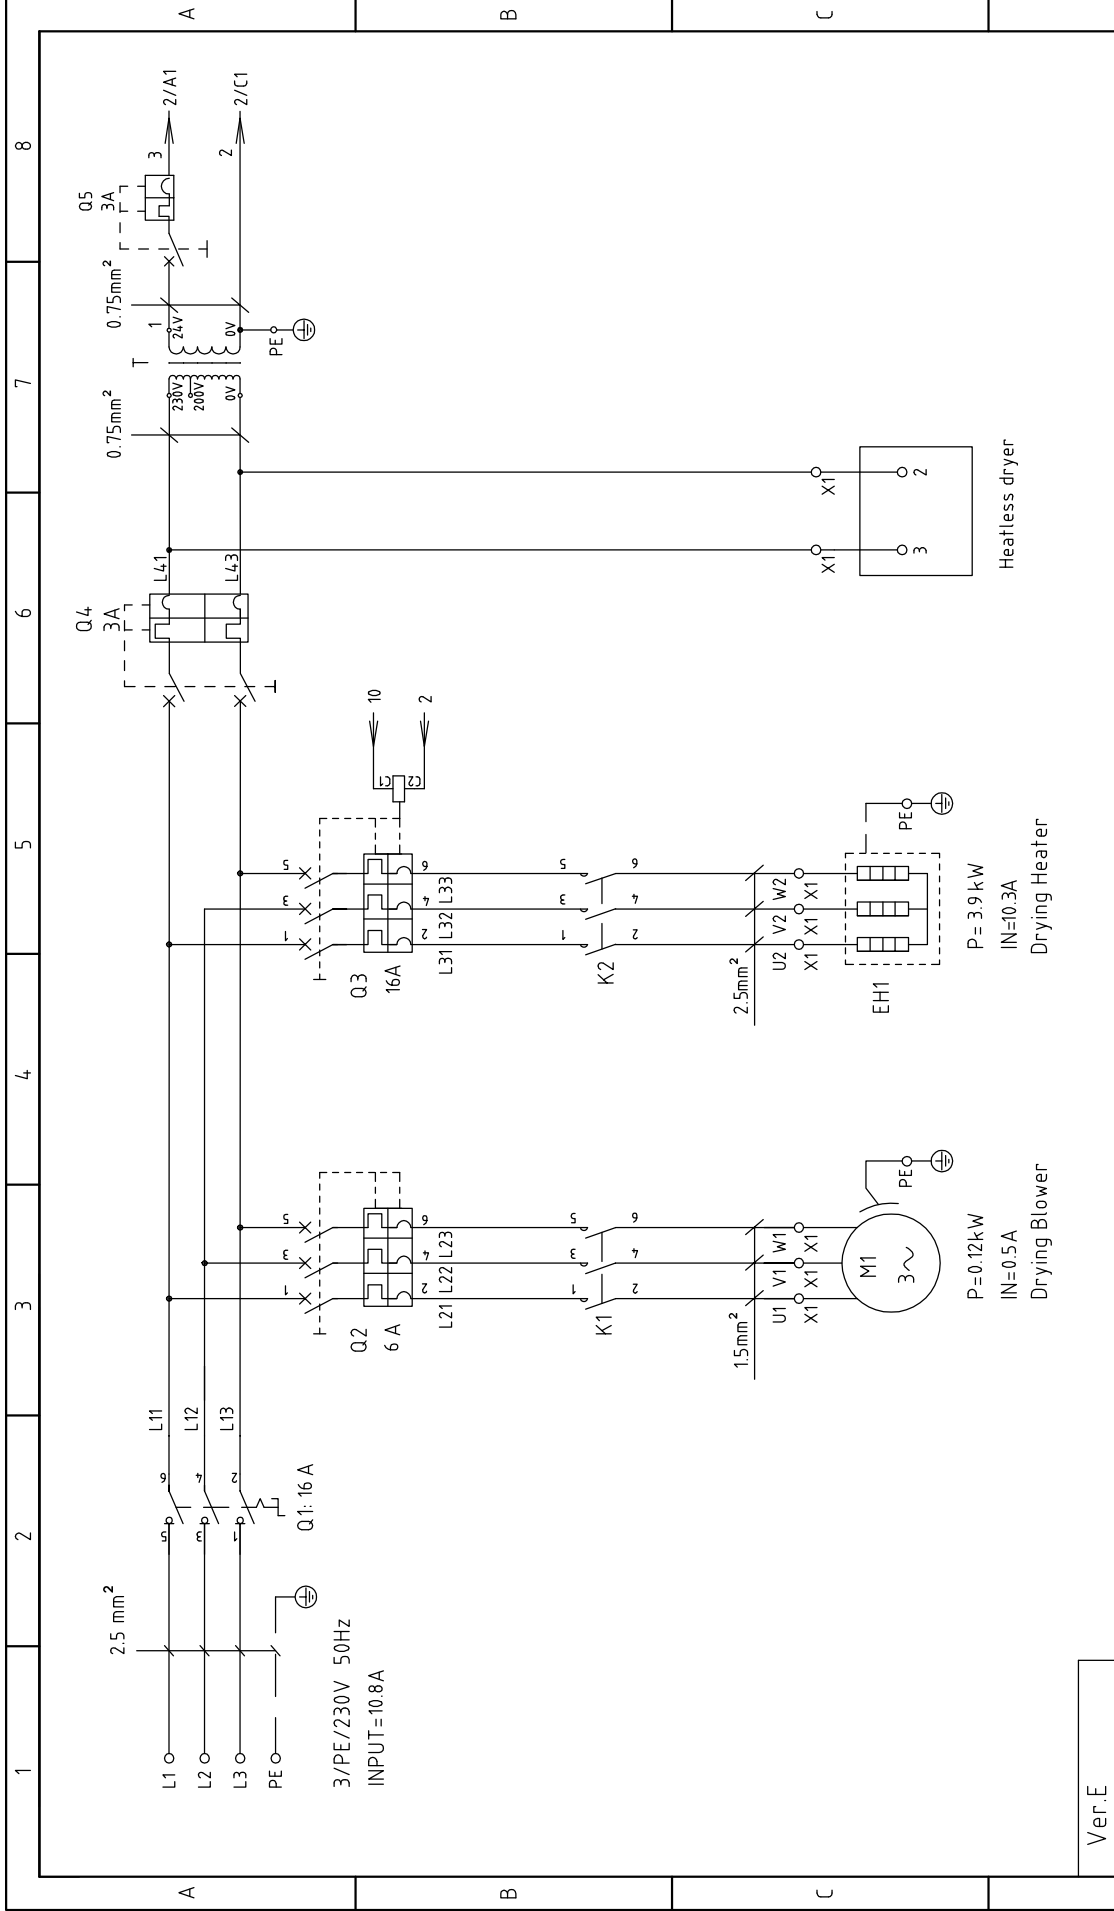 1
2
3
4
5
6
7
8
A
B
C
A
B
C
L1
L2
L3
PE
2.5 mm²
3/PE/230V 50Hz
INPUT=10.8A
5
3
1
6
4
2
Q1: 16 A
L11
L12
L13
1
3
5
Q2
6 A
2
4
6
L21
L22
L23
1
3
5
K1
2
4
6
1.5mm²
U1
V1
W1
X1
X1
X1
M1
3~
PE
P=0.12kW
IN=0.5A
Drying Blower
1
3
5
Q3
16A
C1
C2
10
2
2
4
6
L31
L32
L33
1
3
5
K2
2
4
6
2.5mm²
U2
V2
W2
X1
X1
X1
EH1
PE
P=3.9kW
IN=10.3A
Drying Heater
Q4
3A
L41
L43
X1
X1
3
2
Heatless dryer
0.75mm²
230V
200V
0V
T
1
24V
0V
PE
0.75mm²
Q5
3A
3
2/A1
2
2/C1
Ver.E